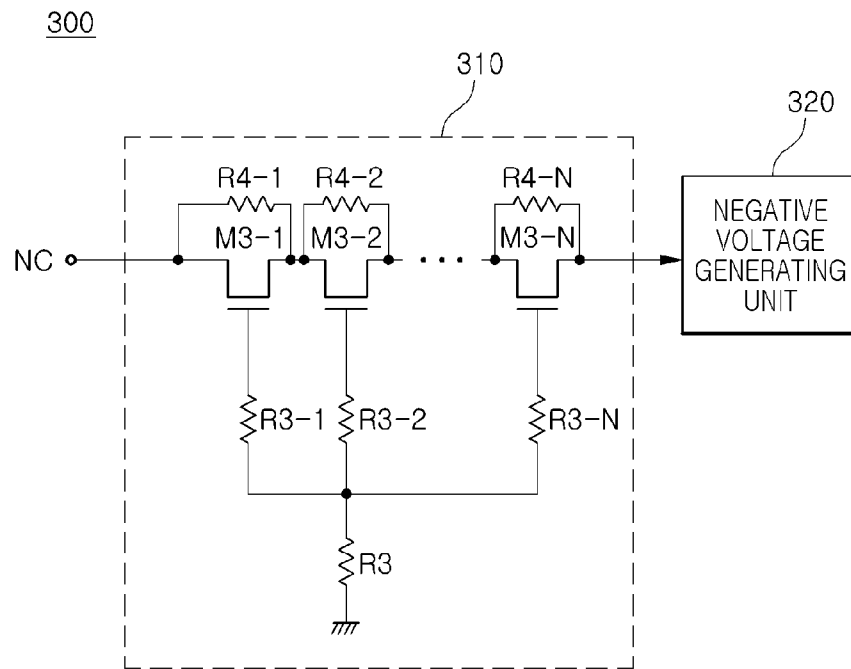 300
310
320
R4-1 R4-2 R4-N
M3-1 M3-2 ··· M3-N
NC
NEGATIVE
VOLTAGE
GENERATING
UNIT
R3-1 R3-2 R3-N
R3